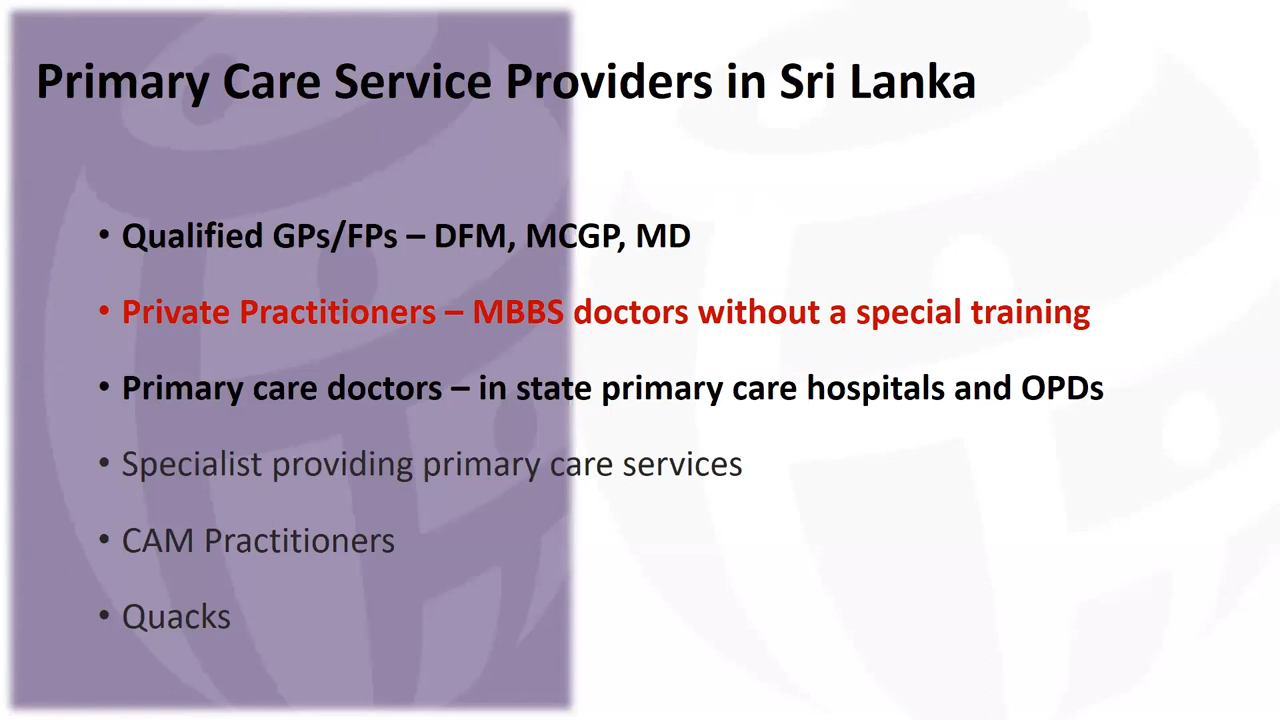 Primary Care Service Providers in Sri Lanka
• Qualified GPs/FPs – DFM, MCGP, MD
• Private Practitioners – MBBS doctors without a special training
• Primary care doctors – in state primary care hospitals and OPDs
• Specialist providing primary care services
• CAM Practitioners
• Quacks